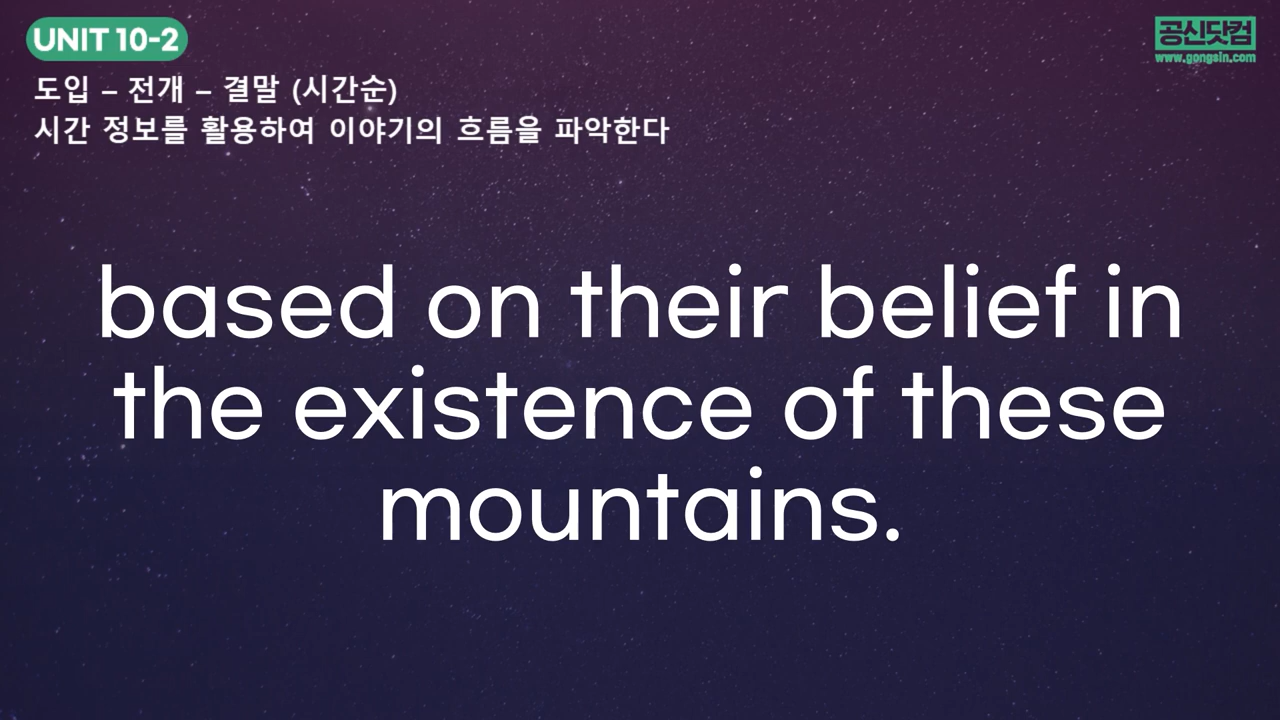 UNIT 10-2
공신닷컴
www.gongsin.com
도입 – 전개 – 결말 (시간순)
시간 정보를 활용하여 이야기의 흐름을 파악한다
based on their belief in
the existence of these
mountains.